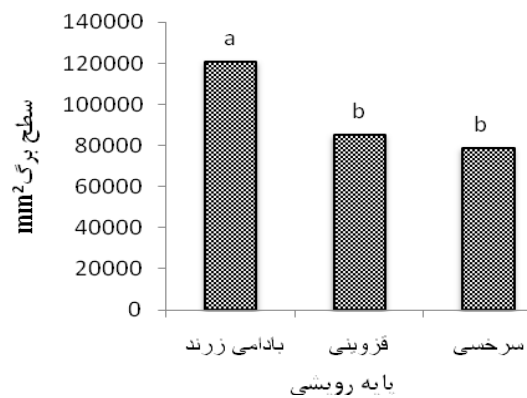 سطح برگ mm²
140000
120000
100000
80000
60000
40000
20000
0
a
b
b
بادامی زرند
قزوینی
سرخسی
پایه رویشی